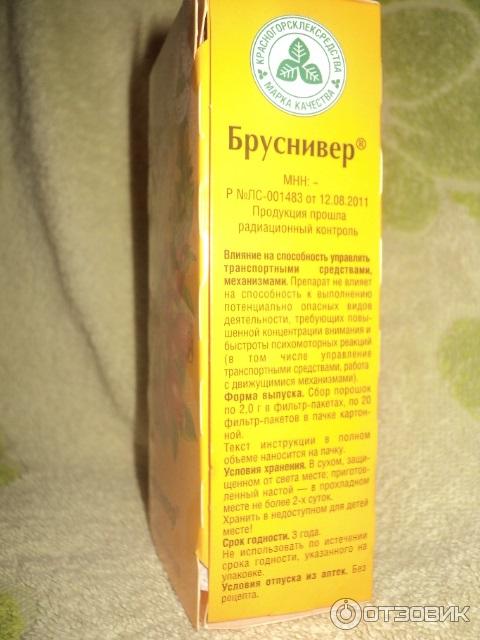 КРАСНОГОРСКЛЕКСРЕДСТВА
МАРКА КАЧЕСТВА
Бруснивер®
МНН: -
Р №ЛС-001483 от 12.08.2011
Продукция прошла
радиационный контроль
Влияние на способность управлять
транспортными средствами,
механизмами. Препарат не влияет
на способность к выполнению
потенциально опасных видов
деятельности, требующих повы-
шенной концентрации внимания и
быстроты психомоторных реакций
(в том числе управление
транспортными средствами, работа
с движущимися механизмами).
Форма выпуска. Сбор порошок
по 2,0 г в фильтр-пакетах, по 20
фильтр-пакетов в пачке картон-
ной.
Текст инструкции в полном
объеме наносится на пачку.
Условия хранения. В сухом, защи-
щенном от света месте; приготов-
ленный настой — в прохладном
месте не более 2-х суток.
Хранить в недоступном для детей
месте!
Срок годности. 3 года.
Не использовать по истечении
срока годности, указанного на
упаковке.
Условия отпуска из аптек. Без
рецепта.
ОТЗОВИК